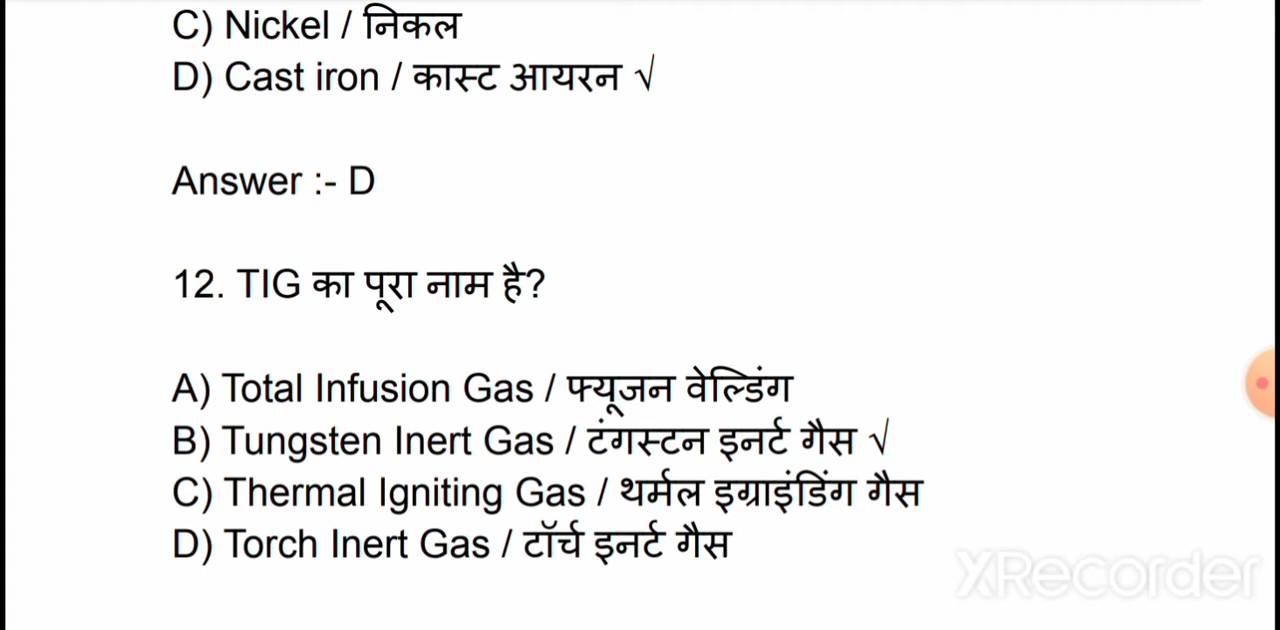 C) Nickel / निकल
D) Cast iron / कास्ट आयरन √
Answer :- D
12. TIG का पूरा नाम है?
A) Total Infusion Gas / फ्यूजन वेल्डिंग
B) Tungsten Inert Gas / टंगस्टन इनर्ट गैस √
C) Thermal Igniting Gas / थर्मल इग्राइंडिंग गैस
D) Torch Inert Gas / टॉर्च इनर्ट गैस
XRecorder